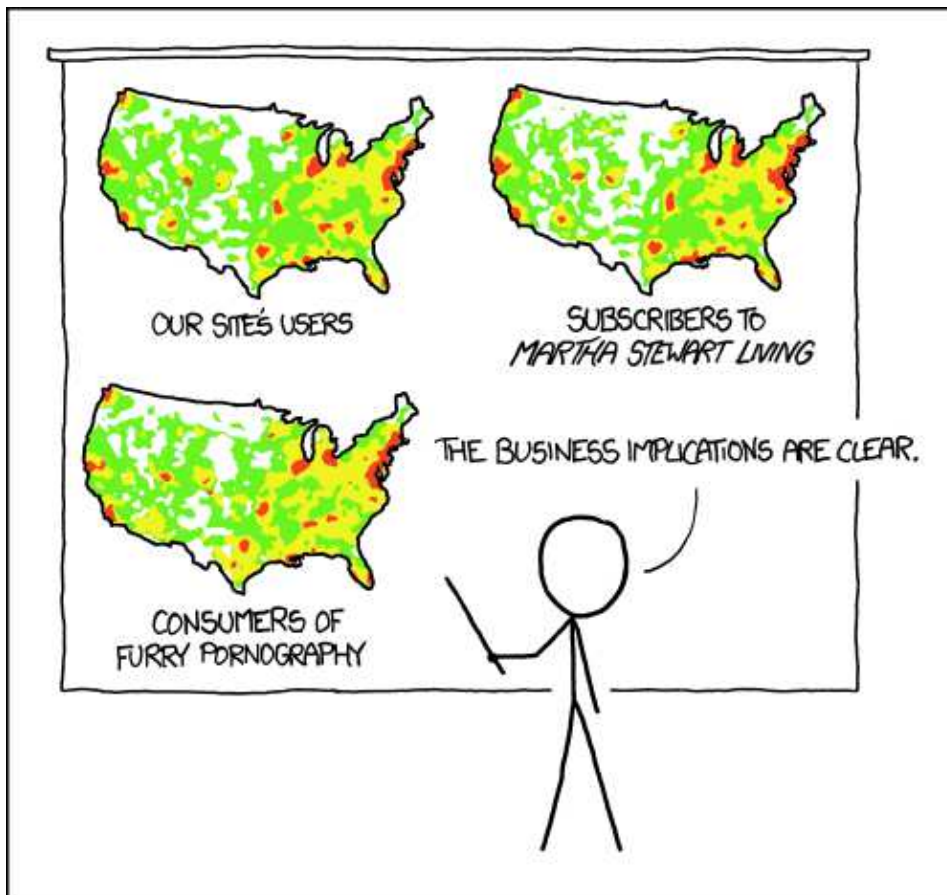 OUR SITE'S USERS
SUBSCRIBERS TO
MARTHA STEWART LIVING
THE BUSINESS IMPLICATIONS ARE CLEAR.
CONSUMERS OF
FURRY PORNOGRAPHY